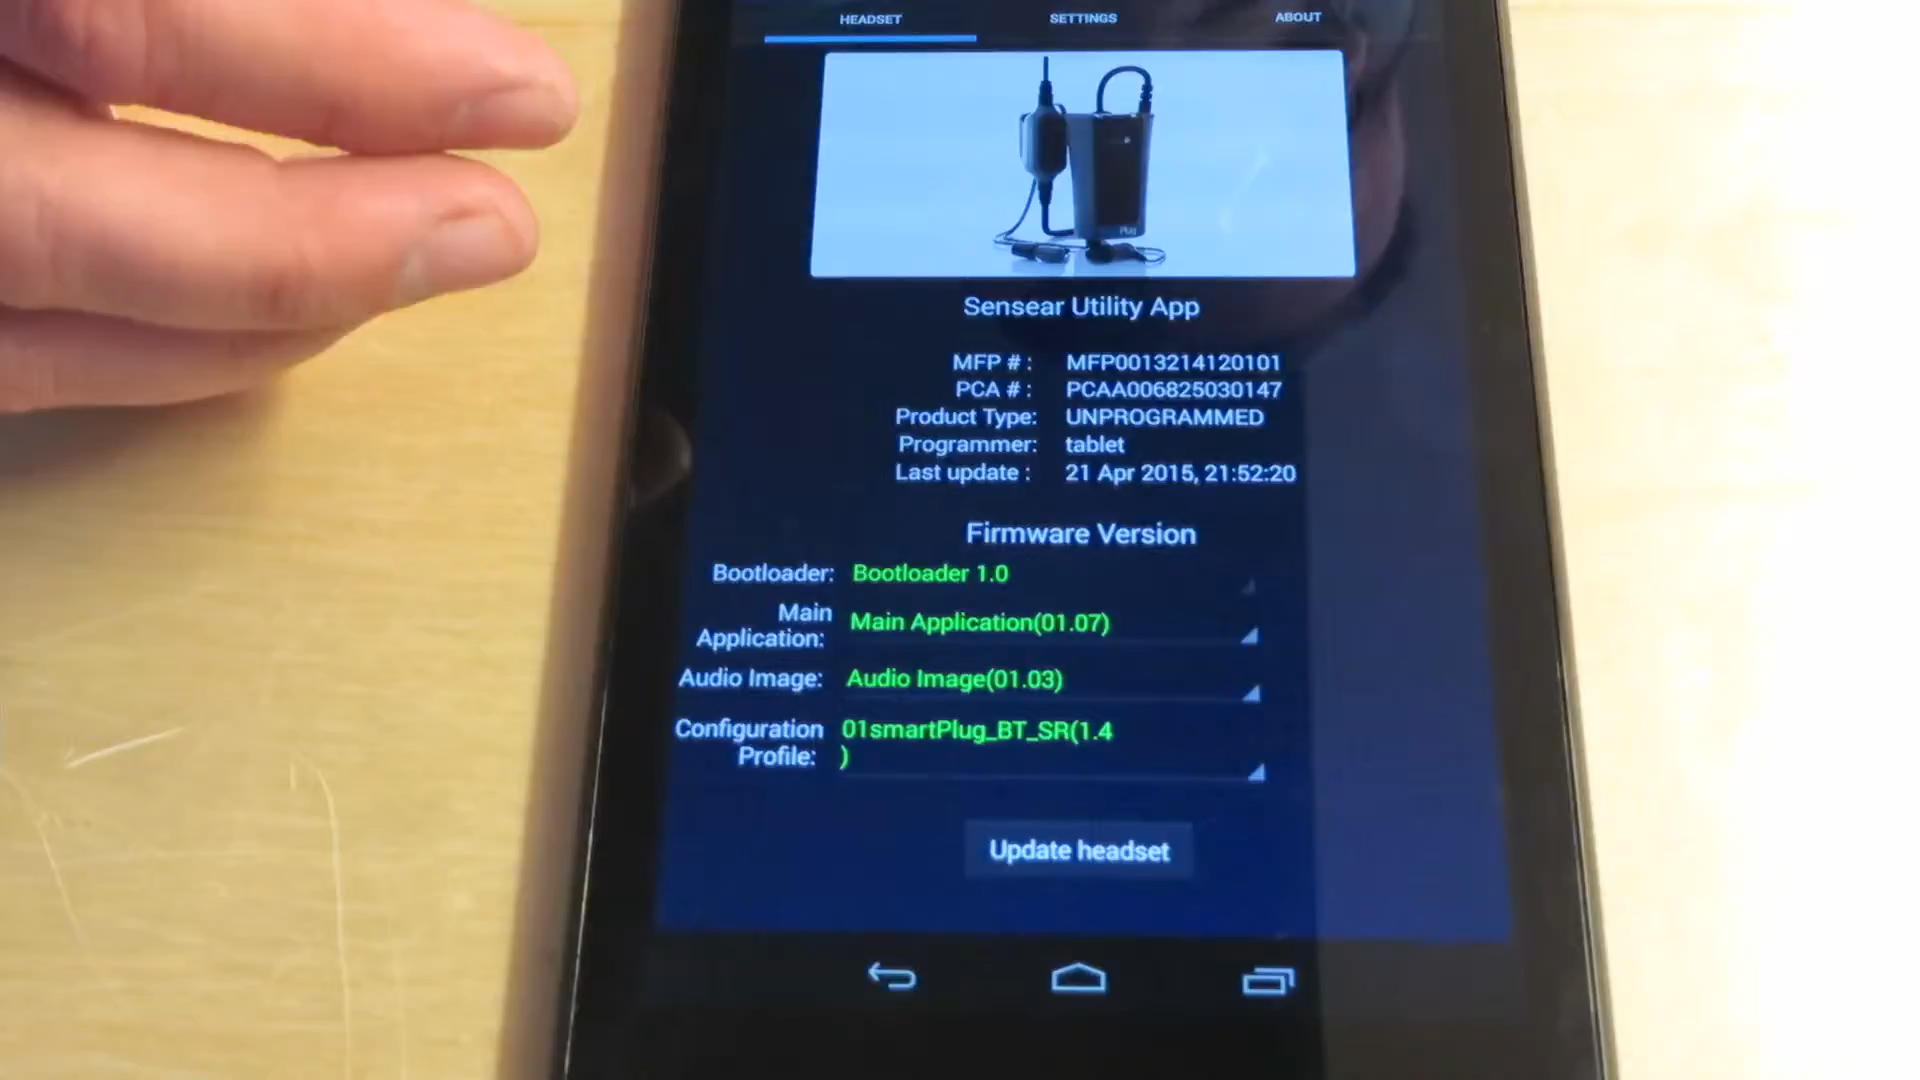 HEADSET SETTINGS ABOUT
Plug
Sensear Utility App
MFP # : MFP0013214120101
PCA # : PCAA006825030147
Product Type: UNPROGRAMMED
Programmer: tablet
Last update : 21 Apr 2015, 21:52:20
Firmware Version
Bootloader: Bootloader 1.0
Main
Application: Main Application(01.07)
Audio Image: Audio Image(01.03)
Configuration 01smartPlug_BT_SR(1.4
Profile: )
Update headset